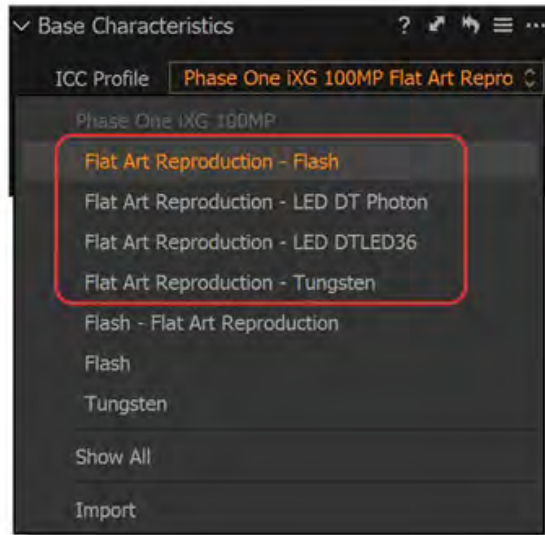 Base Characteristics ? ...
ICC Profile Phase One iXG 100MP Flat Art Repro
Phase One iXG 100MP
Flat Art Reproduction - Flash
Flat Art Reproduction - LED DT Photon
Flat Art Reproduction - LED DTLED36
Flat Art Reproduction - Tungsten
Flash - Flat Art Reproduction
Flash
Tungsten
Show All
Import